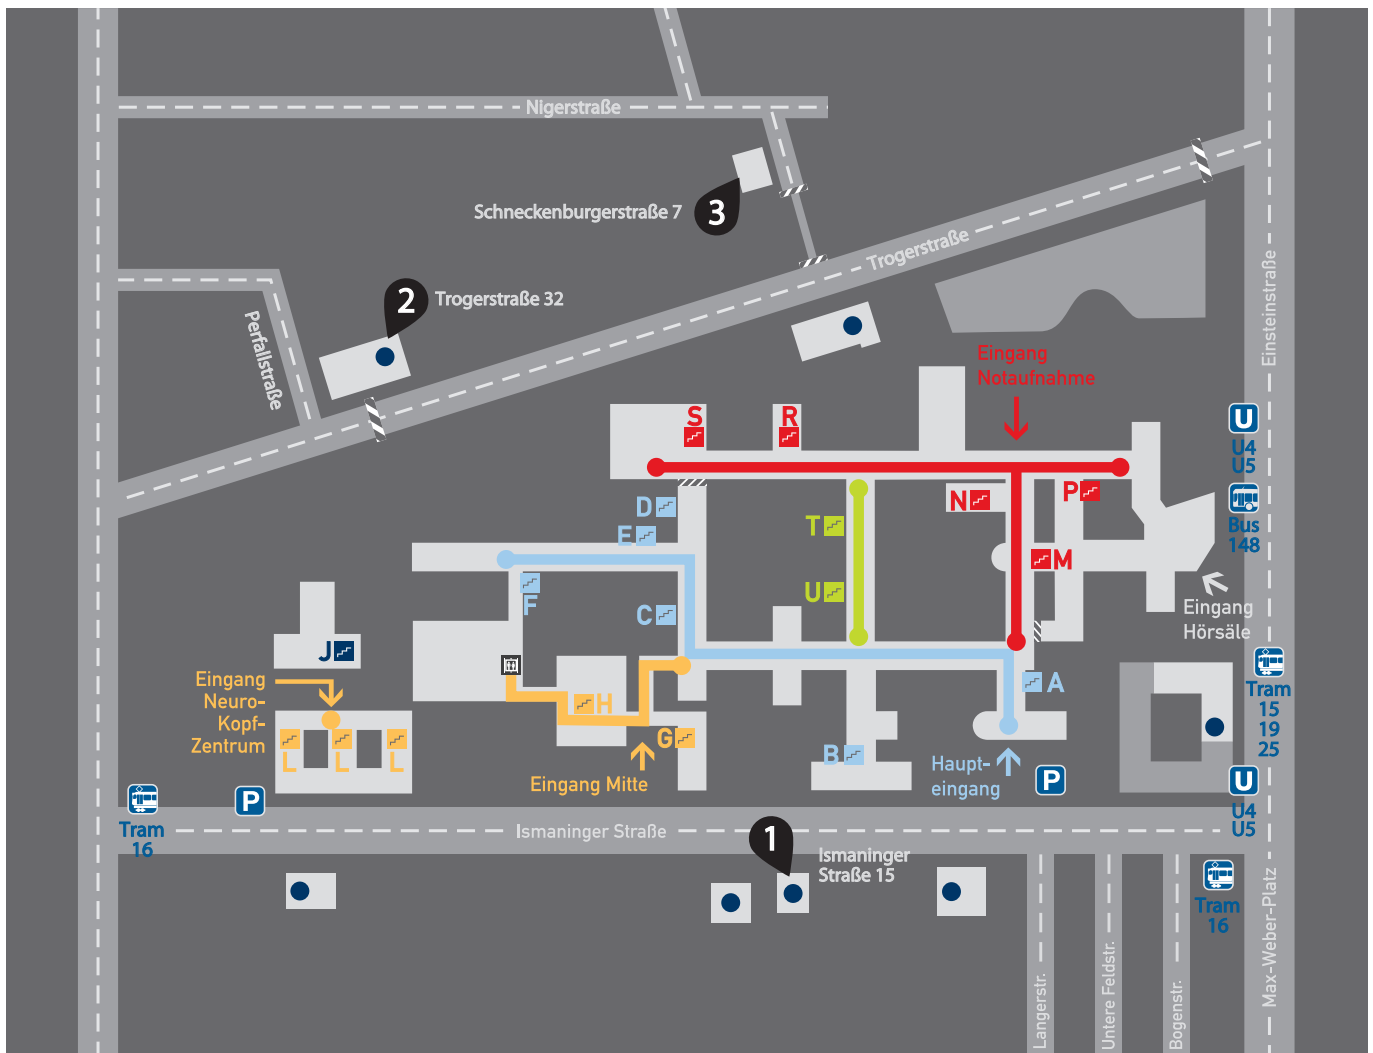 Nigerstraße
3
Schneckenburgerstraße 7
Trogerstraße
Einsteinstraße
2
Trogerstraße 32
Perfallstraße
Eingang
Notaufnahme
U
U4
U5
S
R
D
E
T
N
P
Bus
148
F
C
U
M
Eingang
Hörsäle
J
Eingang
Neuro-
Kopf-
Zentrum
H
A
Tram
15
19
25
L
L
L
G
B
Eingang Mitte
Haupt-
eingang
P
U
U4
U5
P
Tram
16
Ismaninger Straße
1
Ismaninger
Straße 15
Tram
16
Max-Weber-Platz
Langerstr.
Untere Feldstr.
Bogenstr.